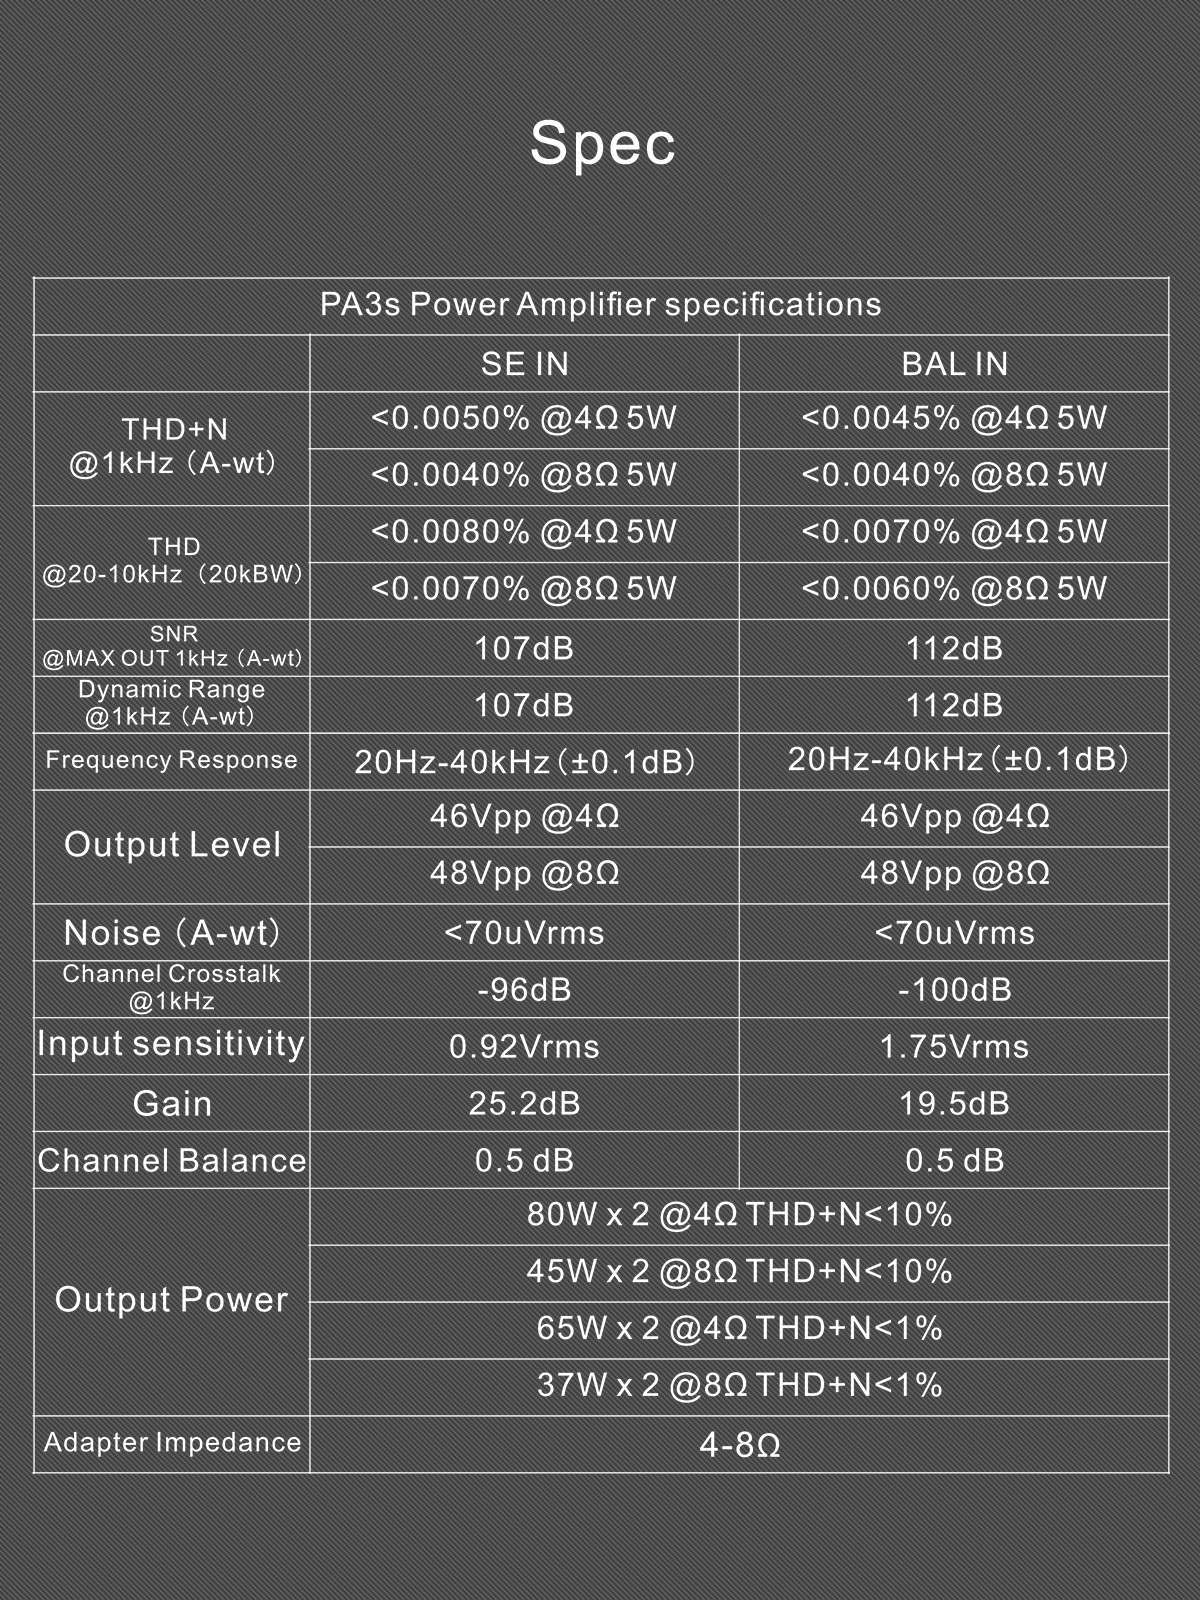 Spec
PA3s Power Amplifier specifications
SE IN BAL IN
THD+N
@1kHz（A-wt）
<0.0050% @4Ω 5W <0.0045% @4Ω 5W
<0.0040% @8Ω 5W <0.0040% @8Ω 5W
THD
@20-10kHz（20kBW）
<0.0080% @4Ω 5W <0.0070% @4Ω 5W
<0.0070% @8Ω 5W <0.0060% @8Ω 5W
SNR
@MAX OUT 1kHz（A-wt）
107dB 112dB
Dynamic Range
@1kHz（A-wt）
107dB 112dB
Frequency Response 20Hz-40kHz（±0.1dB） 20Hz-40kHz（±0.1dB）
Output Level
46Vpp @4Ω 46Vpp @4Ω
48Vpp @8Ω 48Vpp @8Ω
Noise（A-wt） <70uVrms <70uVrms
Channel Crosstalk
@1kHz
-96dB -100dB
Input sensitivity 0.92Vrms 1.75Vrms
Gain 25.2dB 19.5dB
Channel Balance 0.5 dB 0.5 dB
Output Power
80W x 2 @4Ω THD+N<10%
45W x 2 @8Ω THD+N<10%
65W x 2 @4Ω THD+N<1%
37W x 2 @8Ω THD+N<1%
Adapter Impedance 4-8Ω